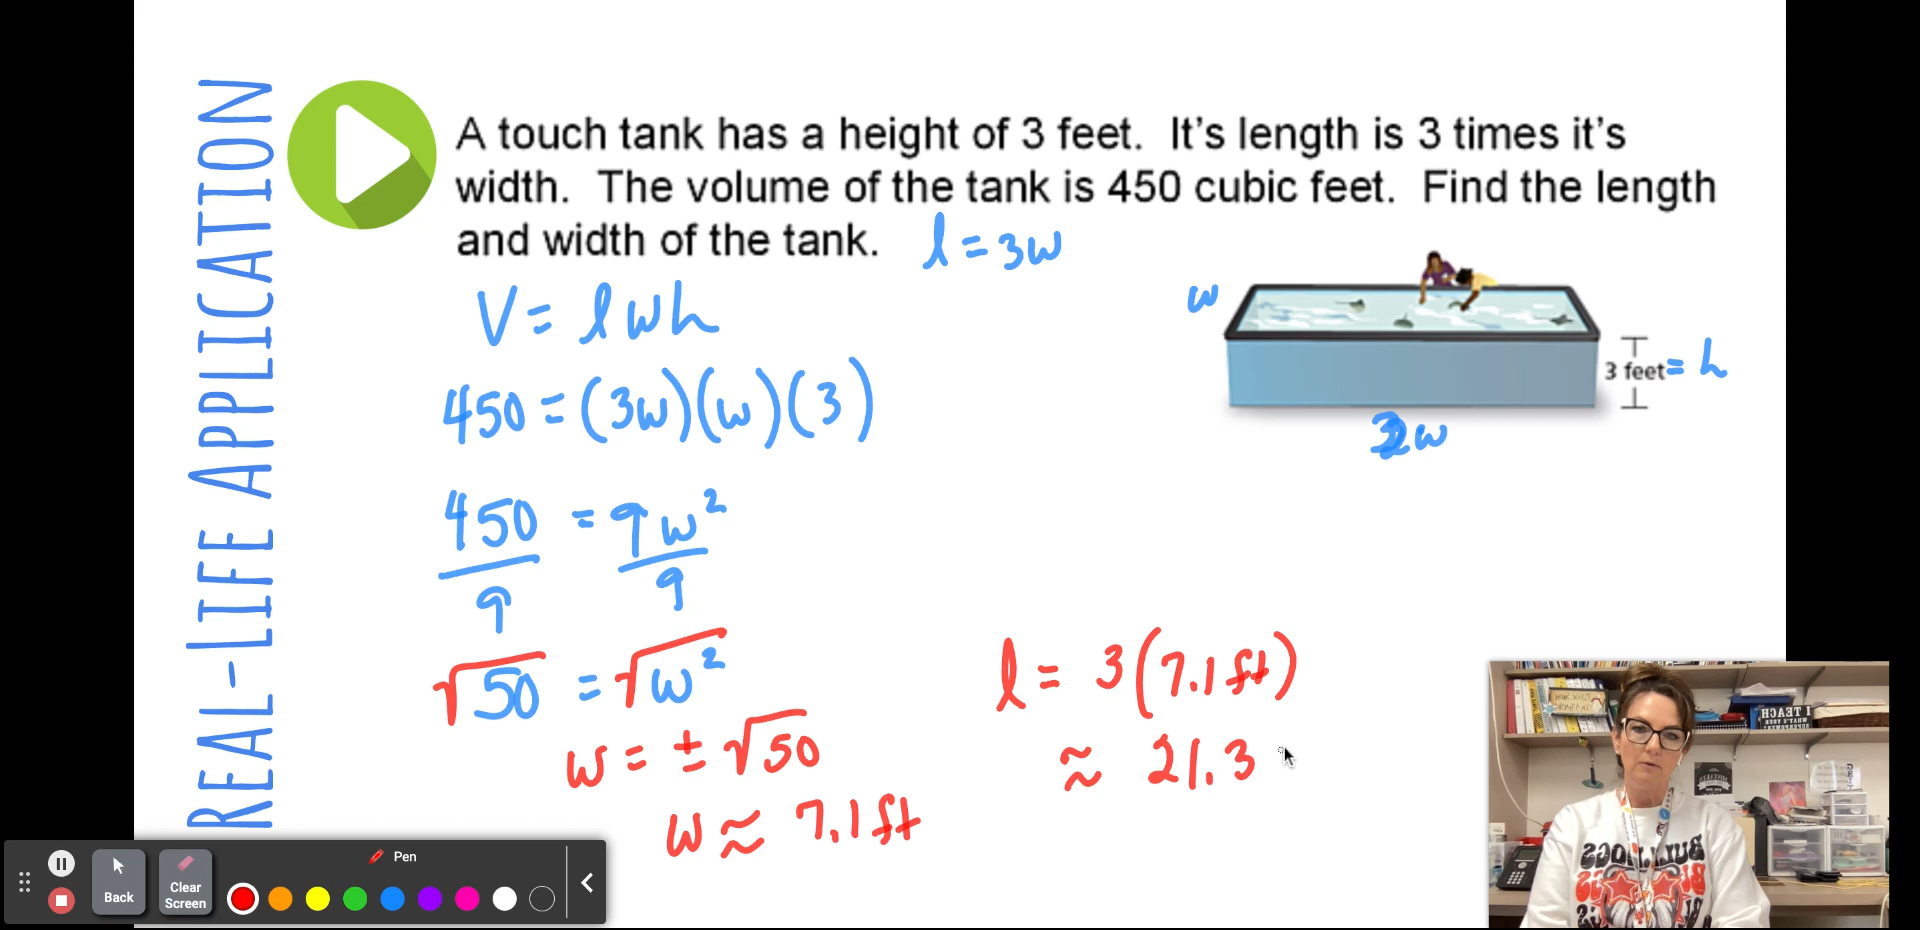 REAL-LIFE APPLICATION
A touch tank has a height of 3 feet. It's length is 3 times it's
width. The volume of the tank is 450 cubic feet. Find the length
and width of the tank.
l = 3w
V = lwh
w
3 feet = h
450 = (3w)(w)(3)
3w
450 = 9w²
9 9
√50 = √w²
l = 3(7.1 ft)
w = ± √50
≈ 21.3
w ≈ 7.1 ft
Pen
Back
Clear
Screen
I TEACH
BULLDOGS